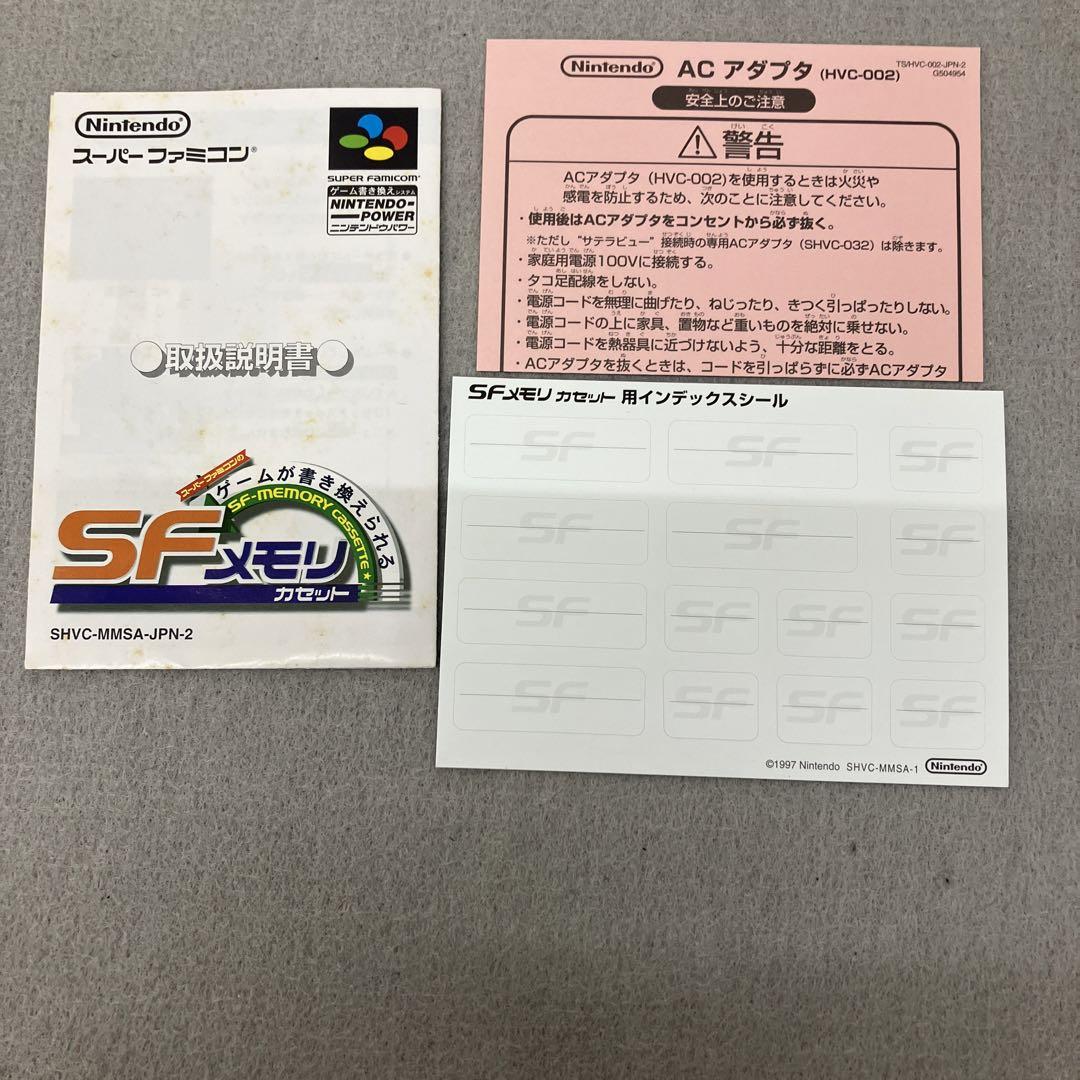 Nintendo®
スーパーファミコン®
SUPER FAMICOM®
ゲーム書き換えシステム
NINTENDO-
POWER
ニンテンドウパワー
○取扱説明書○
スーパーファミコンの
ゲームが書き換えられる
SF-MEMORY CASSETTE★
SFメモリ
カセット
SHVC-MMSA-JPN-2
Nintendo ACアダプタ(HVC-002)
TS/HVC-002-JPN-2
G504954
安全上のご注意
警告
ACアダプタ(HVC-002)を使用するときは火災や
感電を防止するため、次のことに注意してください。
・使用後はACアダプタをコンセントから必ず抜く。
※ただし“サテラビュー”接続時の専用ACアダプタ(SHVC-032)は除きます。
・家庭用電源100Vに接続する。
・タコ足配線をしない。
・電源コードを無理に曲げたり、ねじったり、きつく引っぱったりしない。
・電源コードの上に家具、置物など重いものを絶対に乗せない。
・電源コードを熱器具に近づけないよう、十分な距離をとる。
・ACアダプタを抜くときは、コードを引っぱらずに必ずACアダプタ
SFメモリカセット用インデックスシール
SF SF SF
SF SF SF
SF SF SF SF
SF SF SF SF
©1997 Nintendo SHVC-MMSA-1 Nintendo®